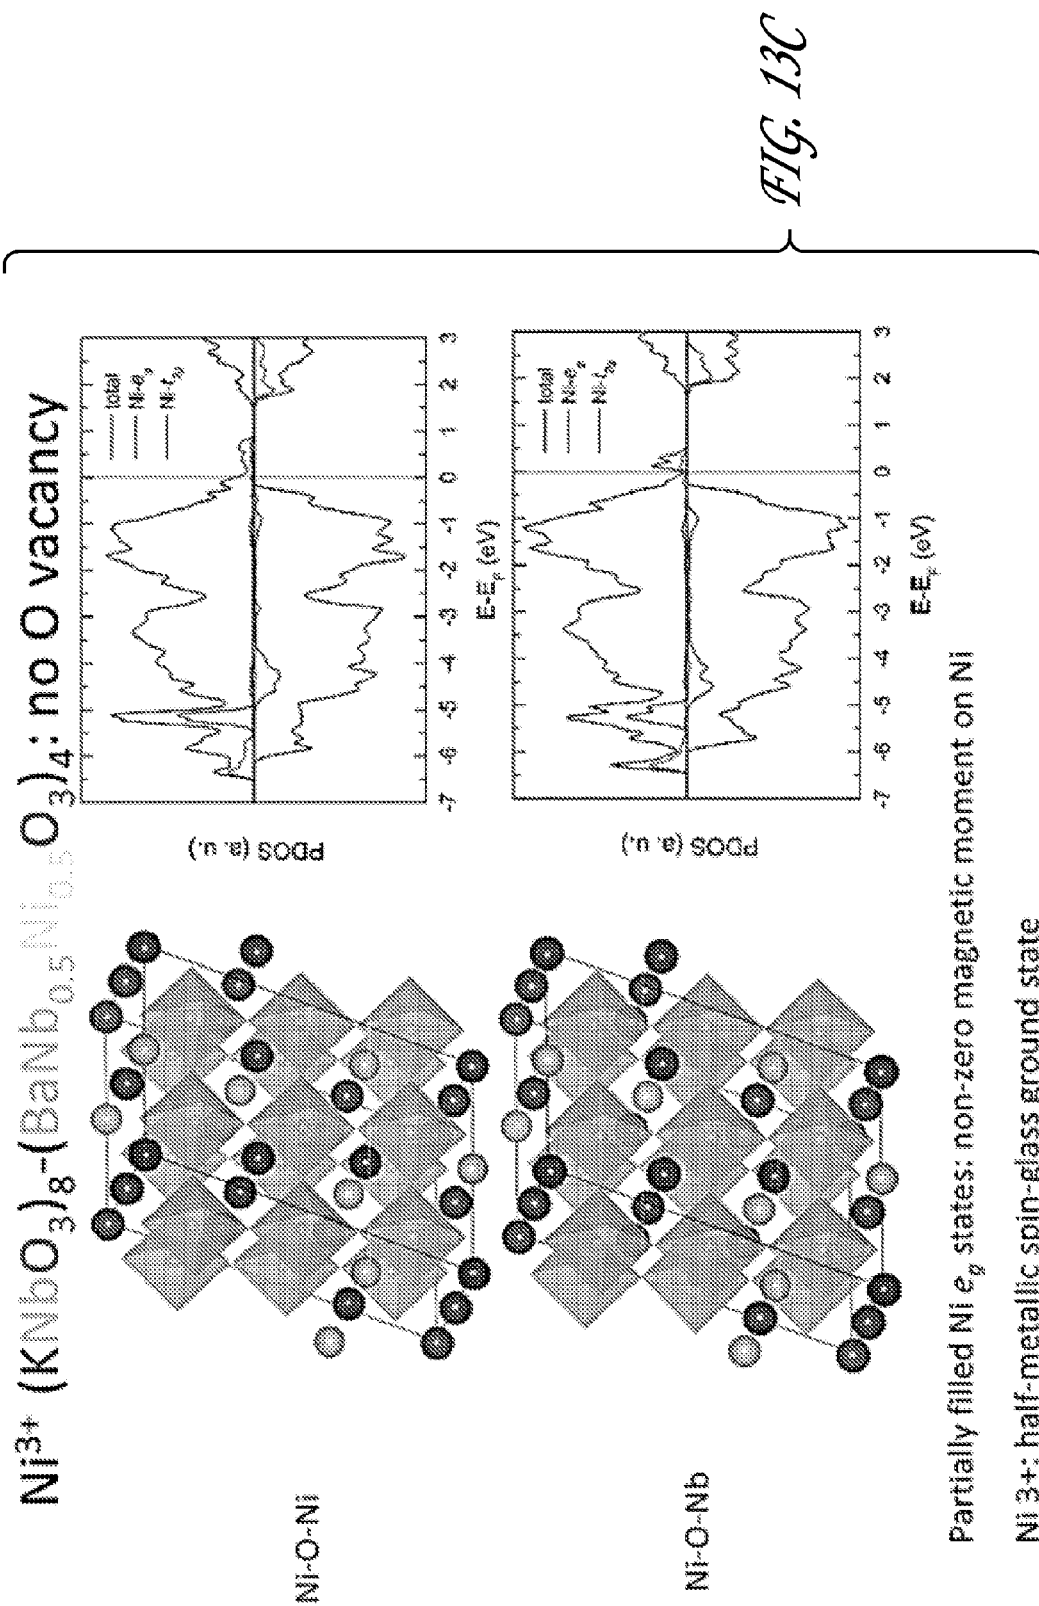 Ni³⁺ (KNbO₃)₈-(BaNb₀.₅Ni₀.₅O₃)₄: no O vacancy
Ni-O-Ni
PDOS (a. u.)
total
Ni-e_g
Ni-t_2g
-7 -6 -5 -4 -3 -2 -1 0 1 2 3
E-E_F (eV)
Ni-O-Nb
PDOS (a. u.)
total
Ni-e_g
Ni-t_2g
-7 -6 -5 -4 -3 -2 -1 0 1 2 3
E-E_F (eV)
Partially filled Ni e_g states: non-zero magnetic moment on Ni
Ni 3+: half-metallic spin-glass ground state
FIG. 13C